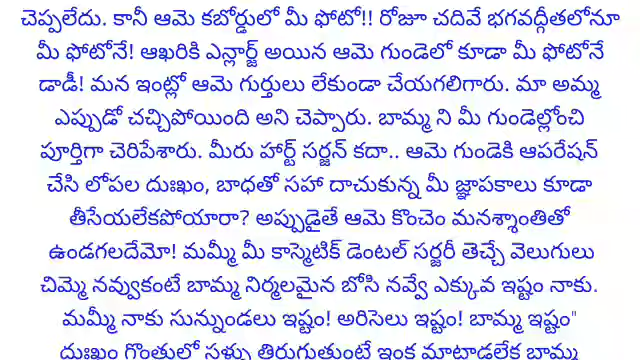 చెప్పలేదు. కానీ ఆమె కబోర్డులో మీ ఫోటో!! రోజూ చదివే భగవద్గీతలోనూ
మీ ఫోటోనే! ఆఖరికి ఎన్లార్జ్ అయిన ఆమె గుండెలో కూడా మీ ఫోటోనే
డాడీ! మన ఇంట్లో ఆమె గుర్తులు లేకుండా చేయగలిగారు. మా అమ్మ
ఎప్పుడో చచ్చిపోయింది అని చెప్పారు. బామ్మ ని మీ గుండెల్లోంచి
పూర్తిగా చెరిపేశారు. మీరు హార్ట్ సర్జన్ కదా.. ఆమె గుండెకి ఆపరేషన్
చేసి లోపల దుఃఖం, బాధతో సహా దాచుకున్న మీ జ్ఞాపకాలు కూడా
తీసేయలేకపోయారా? అప్పుడైతే ఆమె కొంచెం మనశ్శాంతితో
ఉండగలదేమో! మమ్మీ మీ కాస్మెటిక్ డెంటల్ సర్జరీ తెచ్చే వెలుగులు
చిమ్మె నవ్వుకంటే బామ్మ నిర్మలమైన బోసి నవ్వే ఎక్కువ ఇష్టం నాకు.
మమ్మీ నాకు సున్నుండలు ఇష్టం! అరిసెలు ఇష్టం! బామ్మ ఇష్టం"
దుఃఖం గొంతులో సళ్ళు తిరుగుతుంటే ఇంక మాటాడలేక బామ్మ